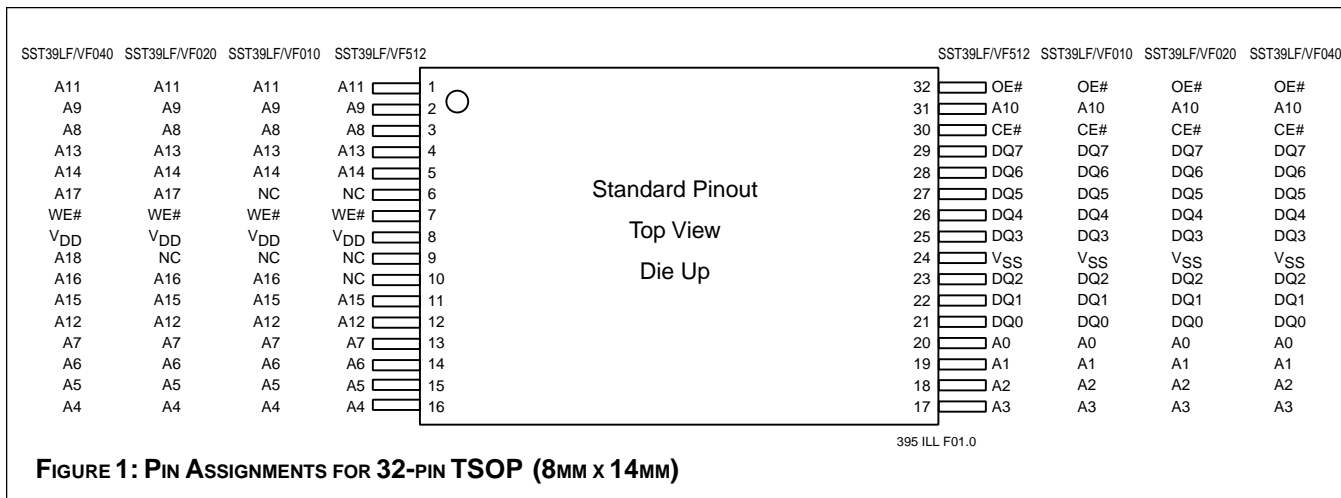 SST39LF/VF040 SST39LF/VF020 SST39LF/VF010 SST39LF/VF512 SST39LF/VF512 SST39LF/VF010 SST39LF/VF020 SST39LF/VF040
A11 A11 A11 A11 1 32 OE# OE# OE# OE#
A9 A9 A9 A9 2 31 A10 A10 A10 A10
A8 A8 A8 A8 3 30 CE# CE# CE# CE#
A13 A13 A13 A13 4 29 DQ7 DQ7 DQ7 DQ7
A14 A14 A14 A14 5 28 DQ6 DQ6 DQ6 DQ6
A17 A17 NC NC 6 Standard Pinout 27 DQ5 DQ5 DQ5 DQ5
WE# WE# WE# WE# 7 26 DQ4 DQ4 DQ4 DQ4
VDD VDD VDD VDD 8 Top View 25 DQ3 DQ3 DQ3 DQ3
A18 NC NC NC 9 24 VSS VSS VSS VSS
A16 A16 A16 NC 10 Die Up 23 DQ2 DQ2 DQ2 DQ2
A15 A15 A15 A15 11 22 DQ1 DQ1 DQ1 DQ1
A12 A12 A12 A12 12 21 DQ0 DQ0 DQ0 DQ0
A7 A7 A7 A7 13 20 A0 A0 A0 A0
A6 A6 A6 A6 14 19 A1 A1 A1 A1
A5 A5 A5 A5 15 18 A2 A2 A2 A2
A4 A4 A4 A4 16 17 A3 A3 A3 A3
395 ILL F01.0
FIGURE 1: PIN ASSIGNMENTS FOR 32-PIN TSOP (8MM X 14MM)